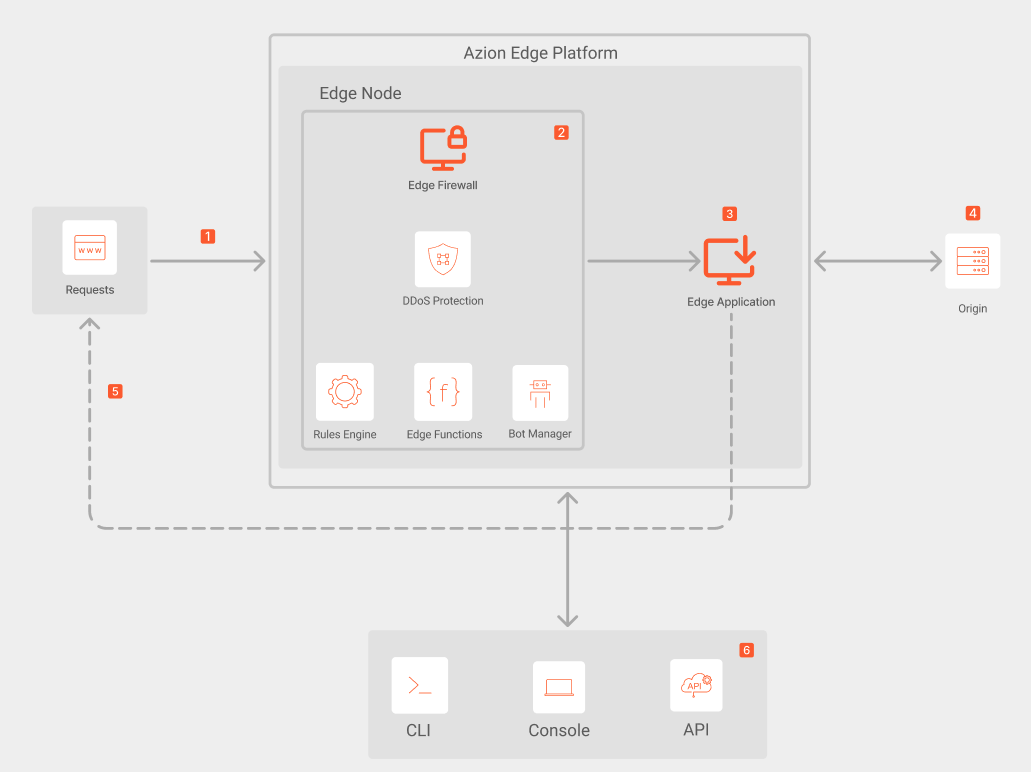 Azion Edge Platform
Edge Node
2
Edge Firewall
1
www
Requests
DDoS Protection
3
Edge Application
4
Origin
5
{f}
Rules Engine
Edge Functions
Bot Manager
6
>_
API
CLI
Console
API